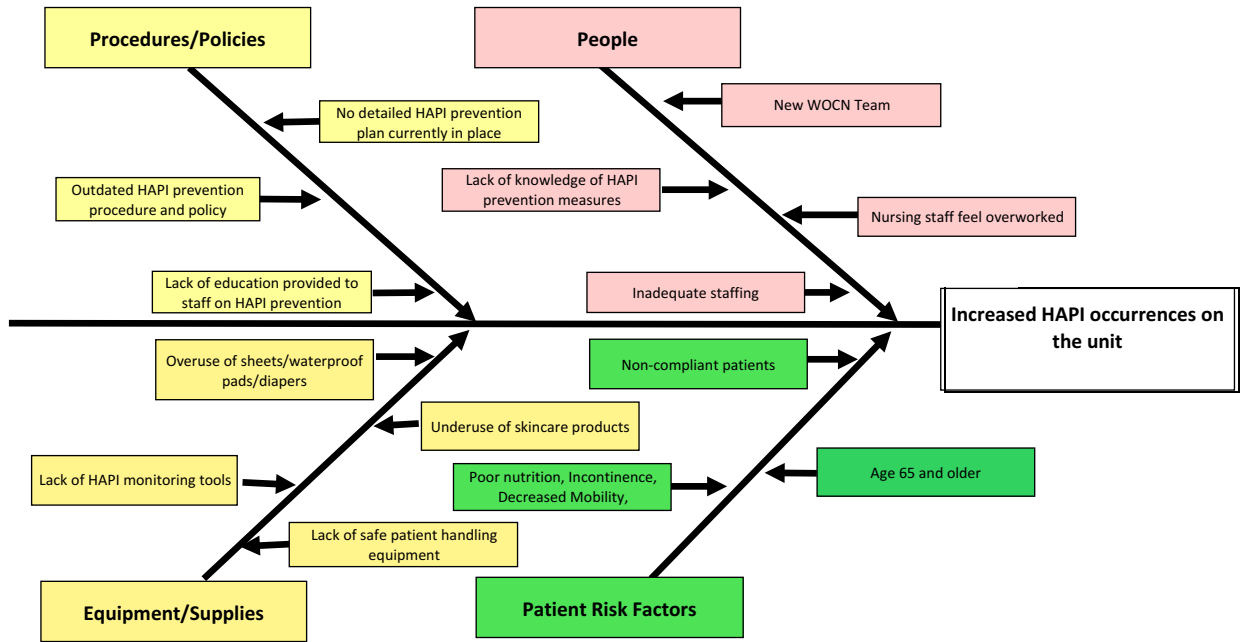 Procedures/Policies
People
No detailed HAPI prevention
plan currently in place
New WOCN Team
Outdated HAPI prevention
procedure and policy
Lack of knowledge of HAPI
prevention measures
Nursing staff feel overworked
Lack of education provided to
staff on HAPI prevention
Inadequate staffing
Increased HAPI occurrences on
the unit
Overuse of sheets/waterproof
pads/diapers
Non-compliant patients
Underuse of skincare products
Lack of HAPI monitoring tools
Poor nutrition, Incontinence,
Decreased Mobility,
Age 65 and older
Lack of safe patient handling
equipment
Equipment/Supplies
Patient Risk Factors